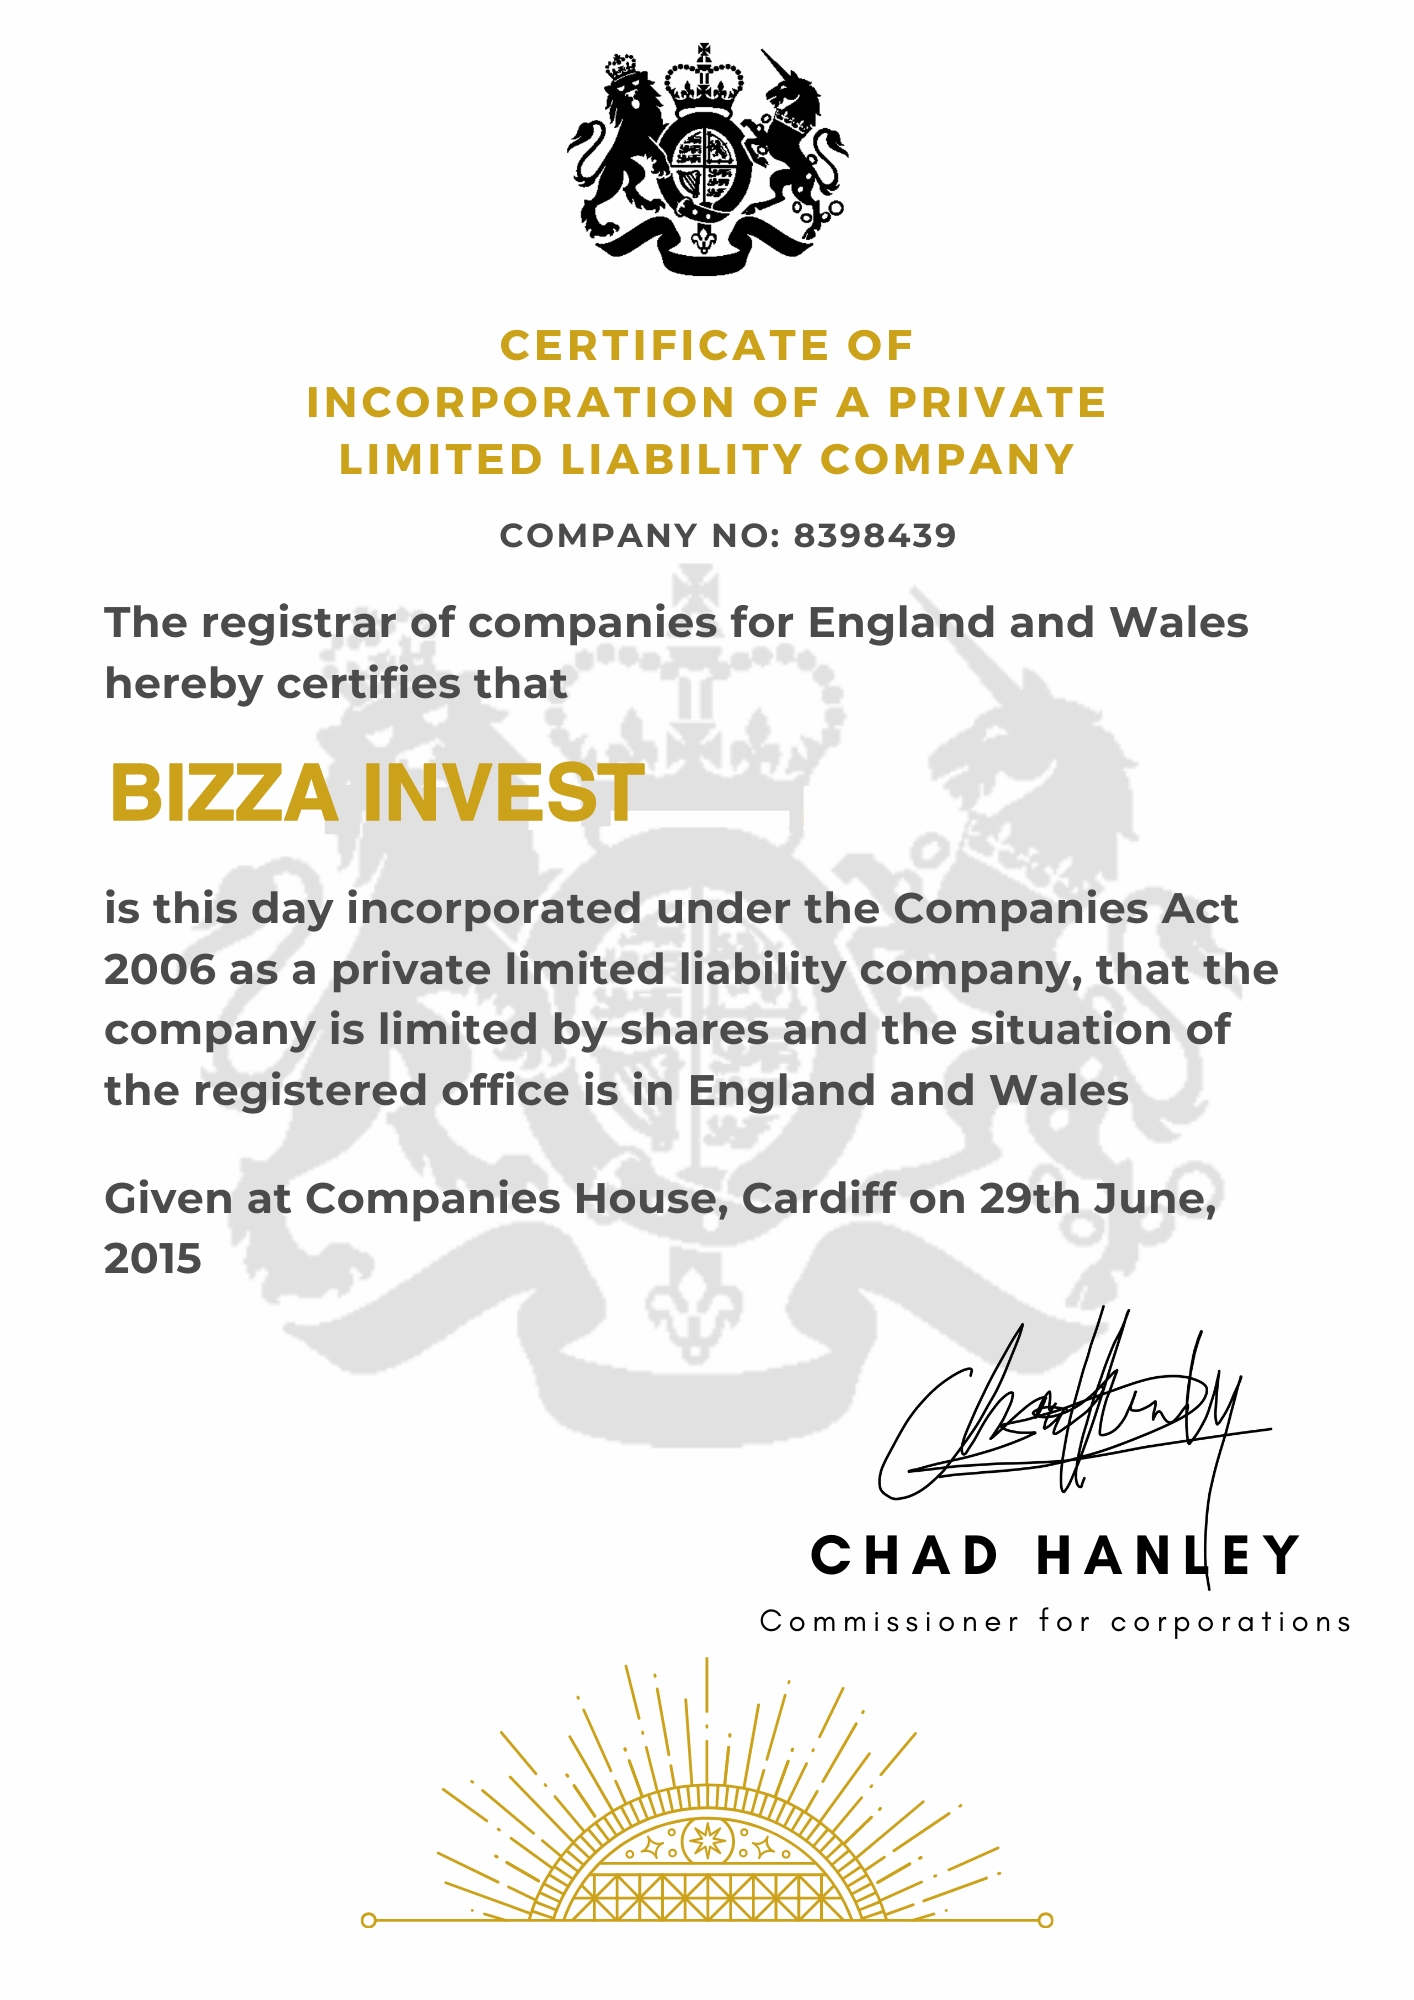 CERTIFICATE OF
INCORPORATION OF A PRIVATE
LIMITED LIABILITY COMPANY
COMPANY NO: 8398439
The registrar of companies for England and Wales
hereby certifies that
BIZZA INVEST
is this day incorporated under the Companies Act
2006 as a private limited liability company, that the
company is limited by shares and the situation of
the registered office is in England and Wales
Given at Companies House, Cardiff on 29th June,
2015
Chad Hanley
CHAD HANLEY
Commissioner for corporations